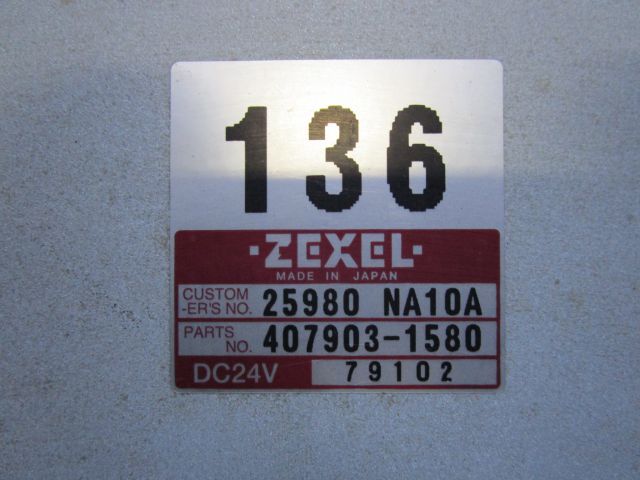 136
·ZEXEL·
MADE IN JAPAN
CUSTOM
-ER'S NO. 25980 NA10A
PARTS
NO. 407903-1580
DC24V 79102